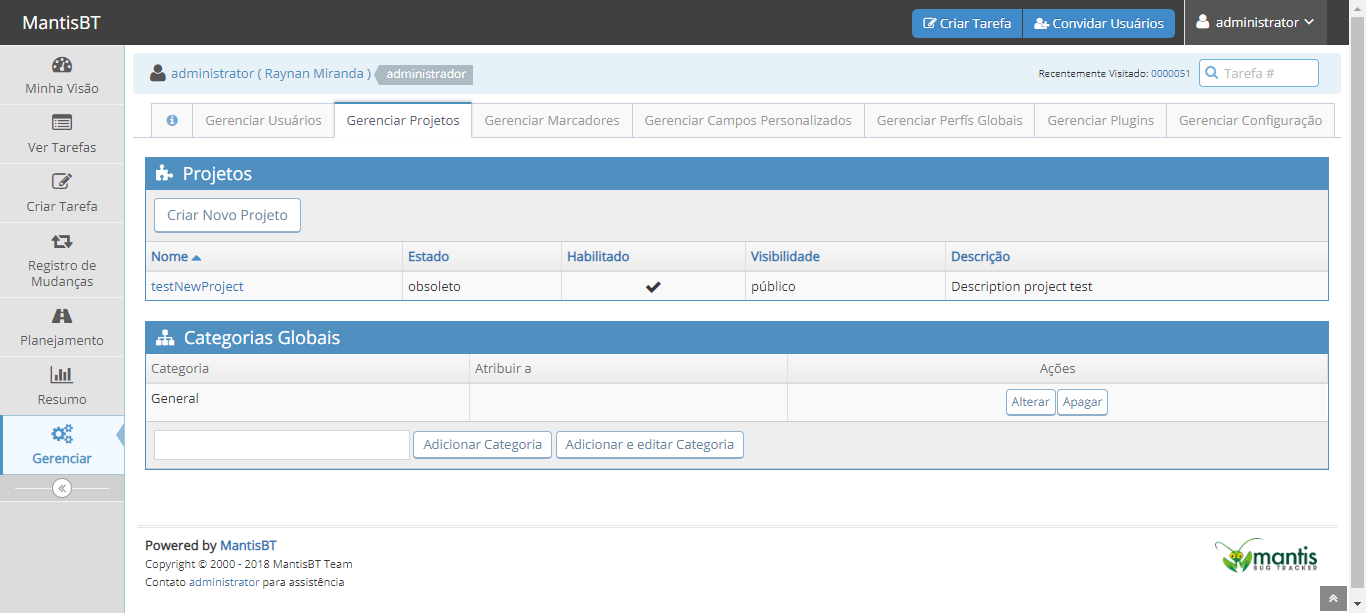 MantisBT
Criar Tarefa
Convidar Usuários
administrator
Minha Visão
Ver Tarefas
Criar Tarefa
Registro de
Mudanças
Planejamento
Resumo
Gerenciar
administrator ( Raynan Miranda ) administrador
Recentemente Visitado: 0000051
Tarefa #
Gerenciar Usuários
Gerenciar Projetos
Gerenciar Marcadores
Gerenciar Campos Personalizados
Gerenciar Perfís Globais
Gerenciar Plugins
Gerenciar Configuração
Projetos
Criar Novo Projeto
Nome Estado Habilitado Visibilidade Descrição
testNewProject obsoleto público Description project test
Categorias Globais
Categoria Atribuir a Ações
General Alterar Apagar
Adicionar Categoria Adicionar e editar Categoria
Powered by MantisBT
Copyright © 2000 - 2018 MantisBT Team
Contato administrator para assistência
mantis
BUG TRACKER